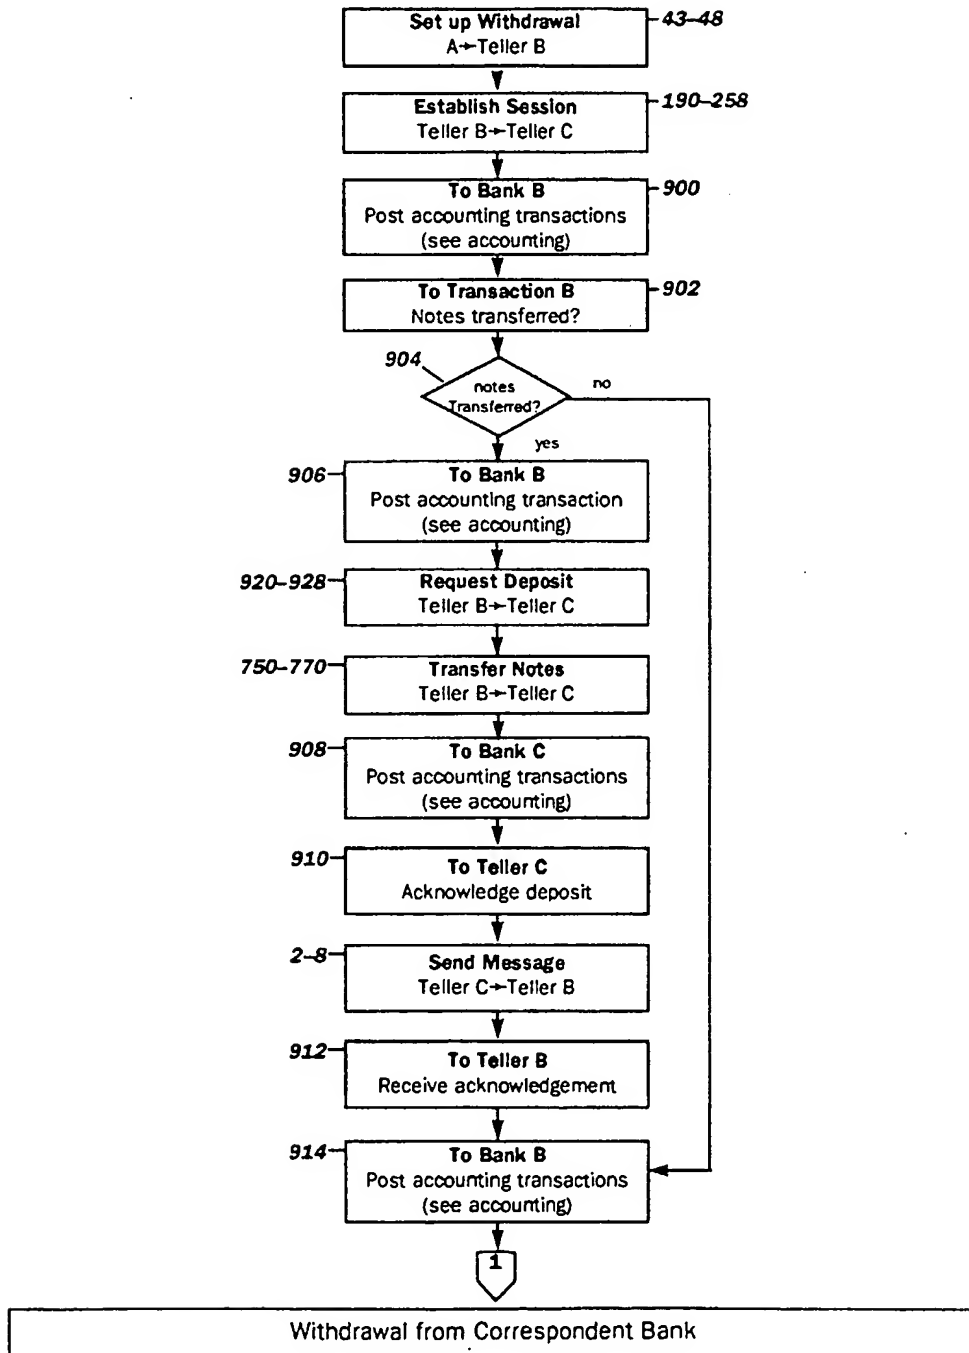 Set up Withdrawal
A→Teller B
43–48
Establish Session
Teller B→Teller C
190–258
To Bank B
Post accounting transactions
(see accounting)
900
To Transaction B
Notes transferred?
902
904
notes
Transferred?
no
yes
906
To Bank B
Post accounting transaction
(see accounting)
920–928
Request Deposit
Teller B→Teller C
750–770
Transfer Notes
Teller B→Teller C
908
To Bank C
Post accounting transactions
(see accounting)
910
To Teller C
Acknowledge deposit
2–8
Send Message
Teller C→Teller B
912
To Teller B
Receive acknowledgement
914
To Bank B
Post accounting transactions
(see accounting)
1
Withdrawal from Correspondent Bank